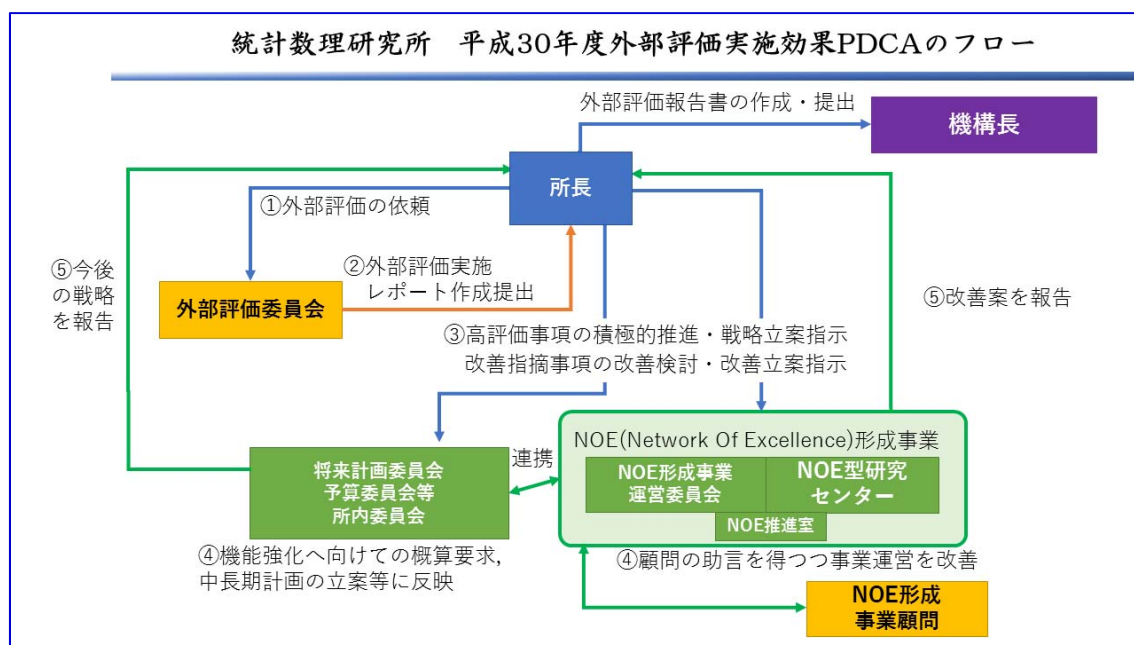 統計数理研究所 平成30年度外部評価実施効果PDCAのフロー
外部評価報告書の作成・提出
機構長
所長
①外部評価の依頼
②外部評価実施
レポート作成提出
外部評価委員会
⑤今後
の戦略
を報告
⑤改善案を報告
③高評価事項の積極的推進・戦略立案指示
改善指摘事項の改善検討・改善立案指示
NOE(Network Of Excellence)形成事業
連携
将来計画委員会
予算委員会等
所内委員会
NOE形成事業
運営委員会
NOE型研究
センター
NOE推進室
④機能強化へ向けての概算要求,
中長期計画の立案等に反映
④顧問の助言を得つつ事業運営を改善
NOE形成
事業顧問